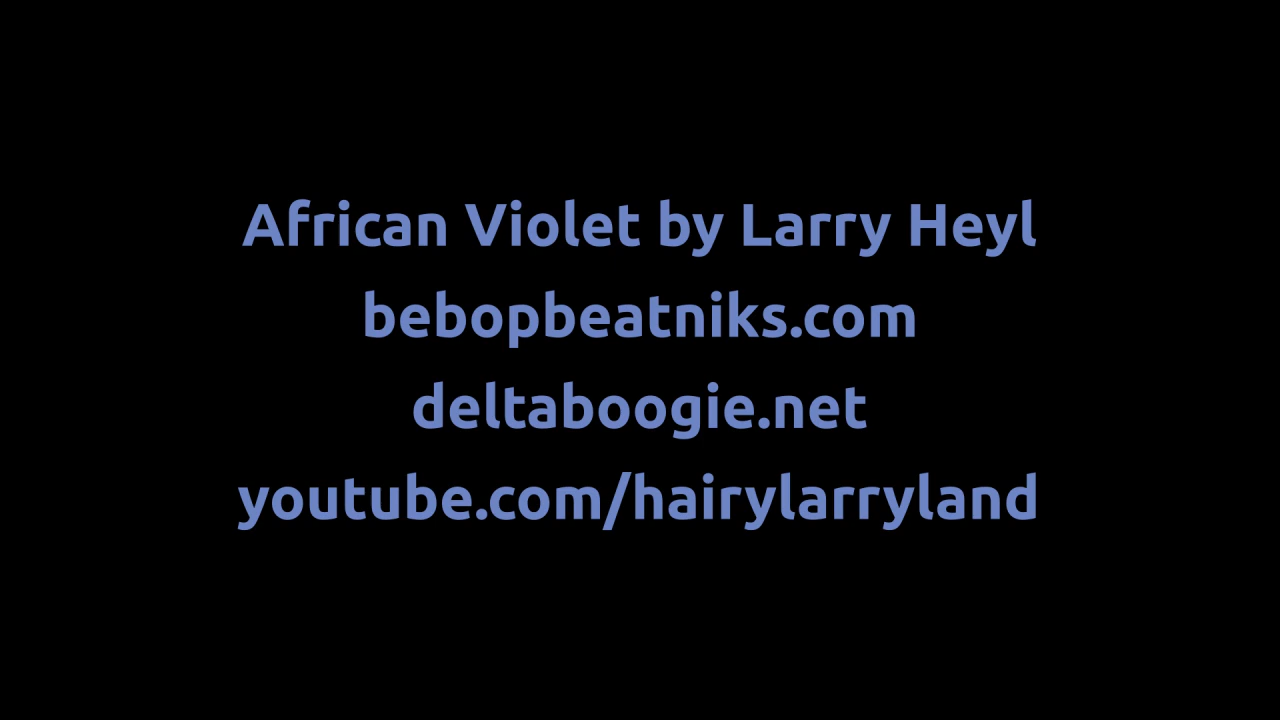 African Violet by Larry Heyl
bebopbeatniks.com
deltaboogie.net
youtube.com/hairylarryland